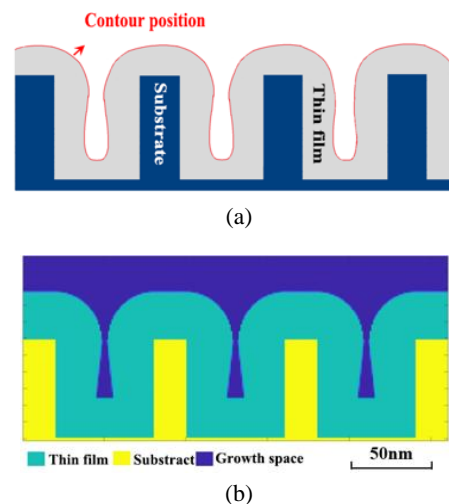 Contour position
Substrate
Thin film
(a)
Thin film Substract Growth space
50nm
(b)